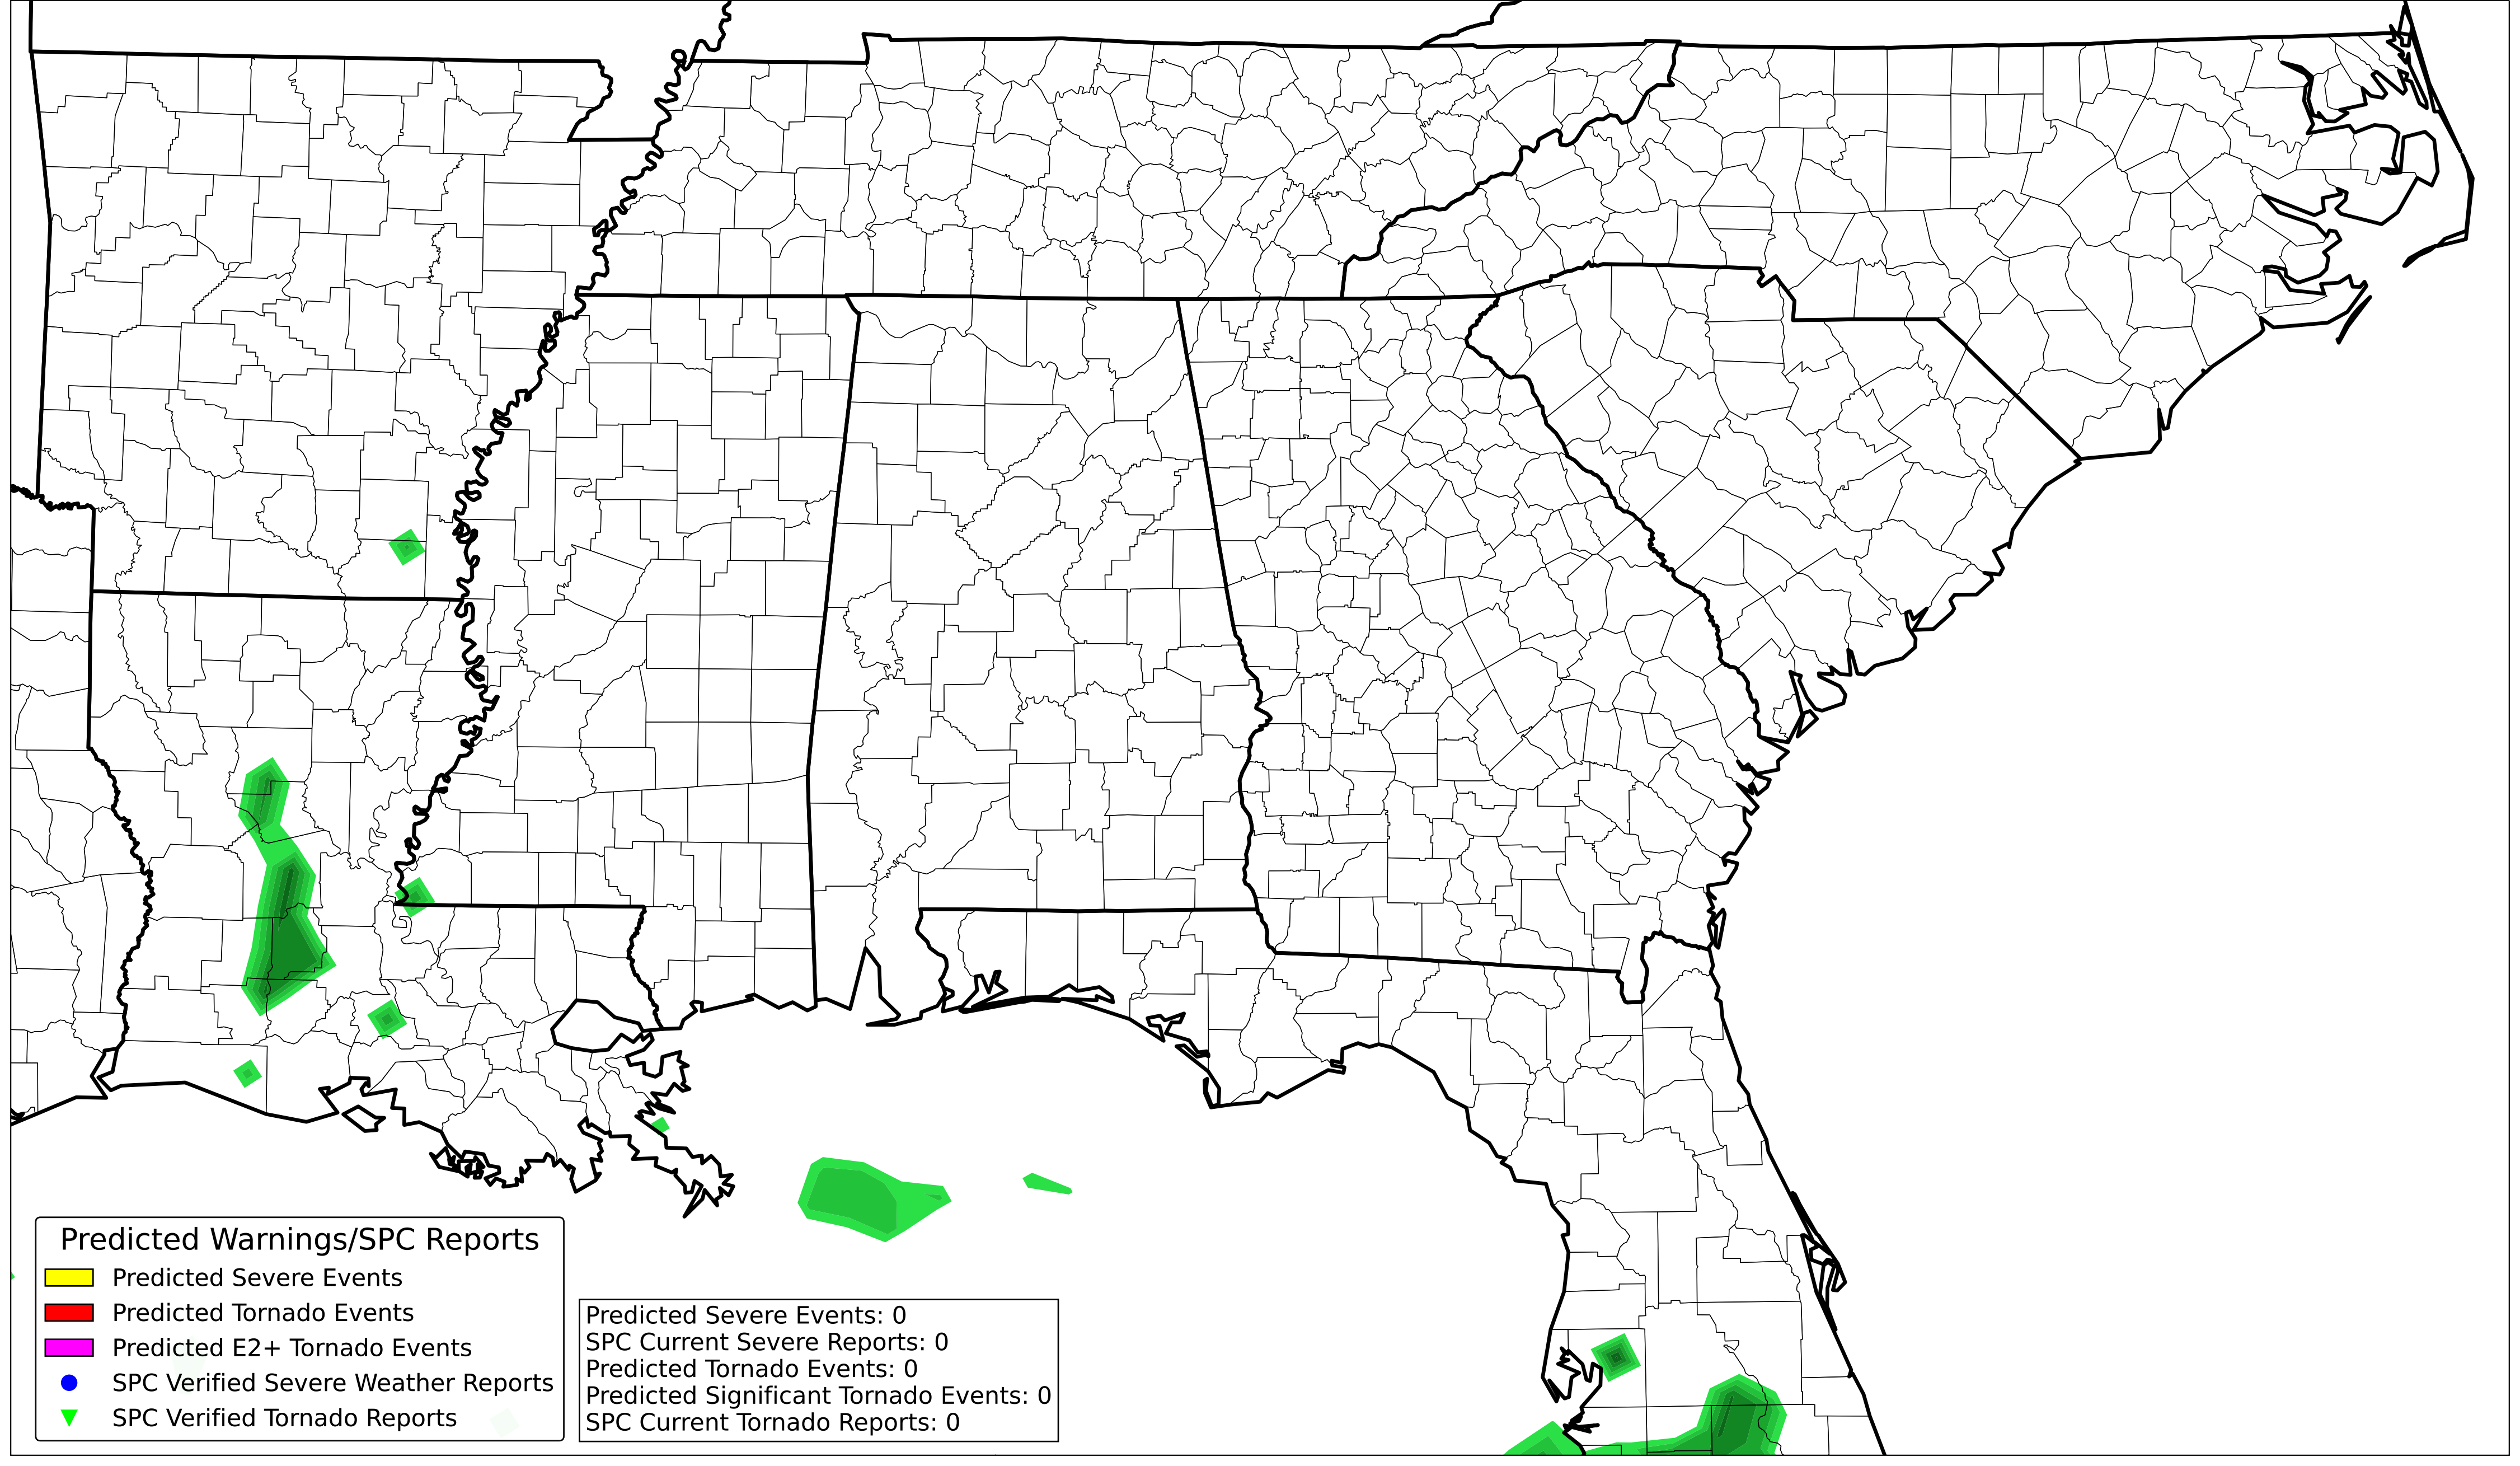 Predicted Warnings/SPC Reports
Predicted Severe Events
Predicted Tornado Events
Predicted E2+ Tornado Events
SPC Verified Severe Weather Reports
SPC Verified Tornado Reports
Predicted Severe Events: 0
SPC Current Severe Reports: 0
Predicted Tornado Events: 0
Predicted Significant Tornado Events: 0
SPC Current Tornado Reports: 0